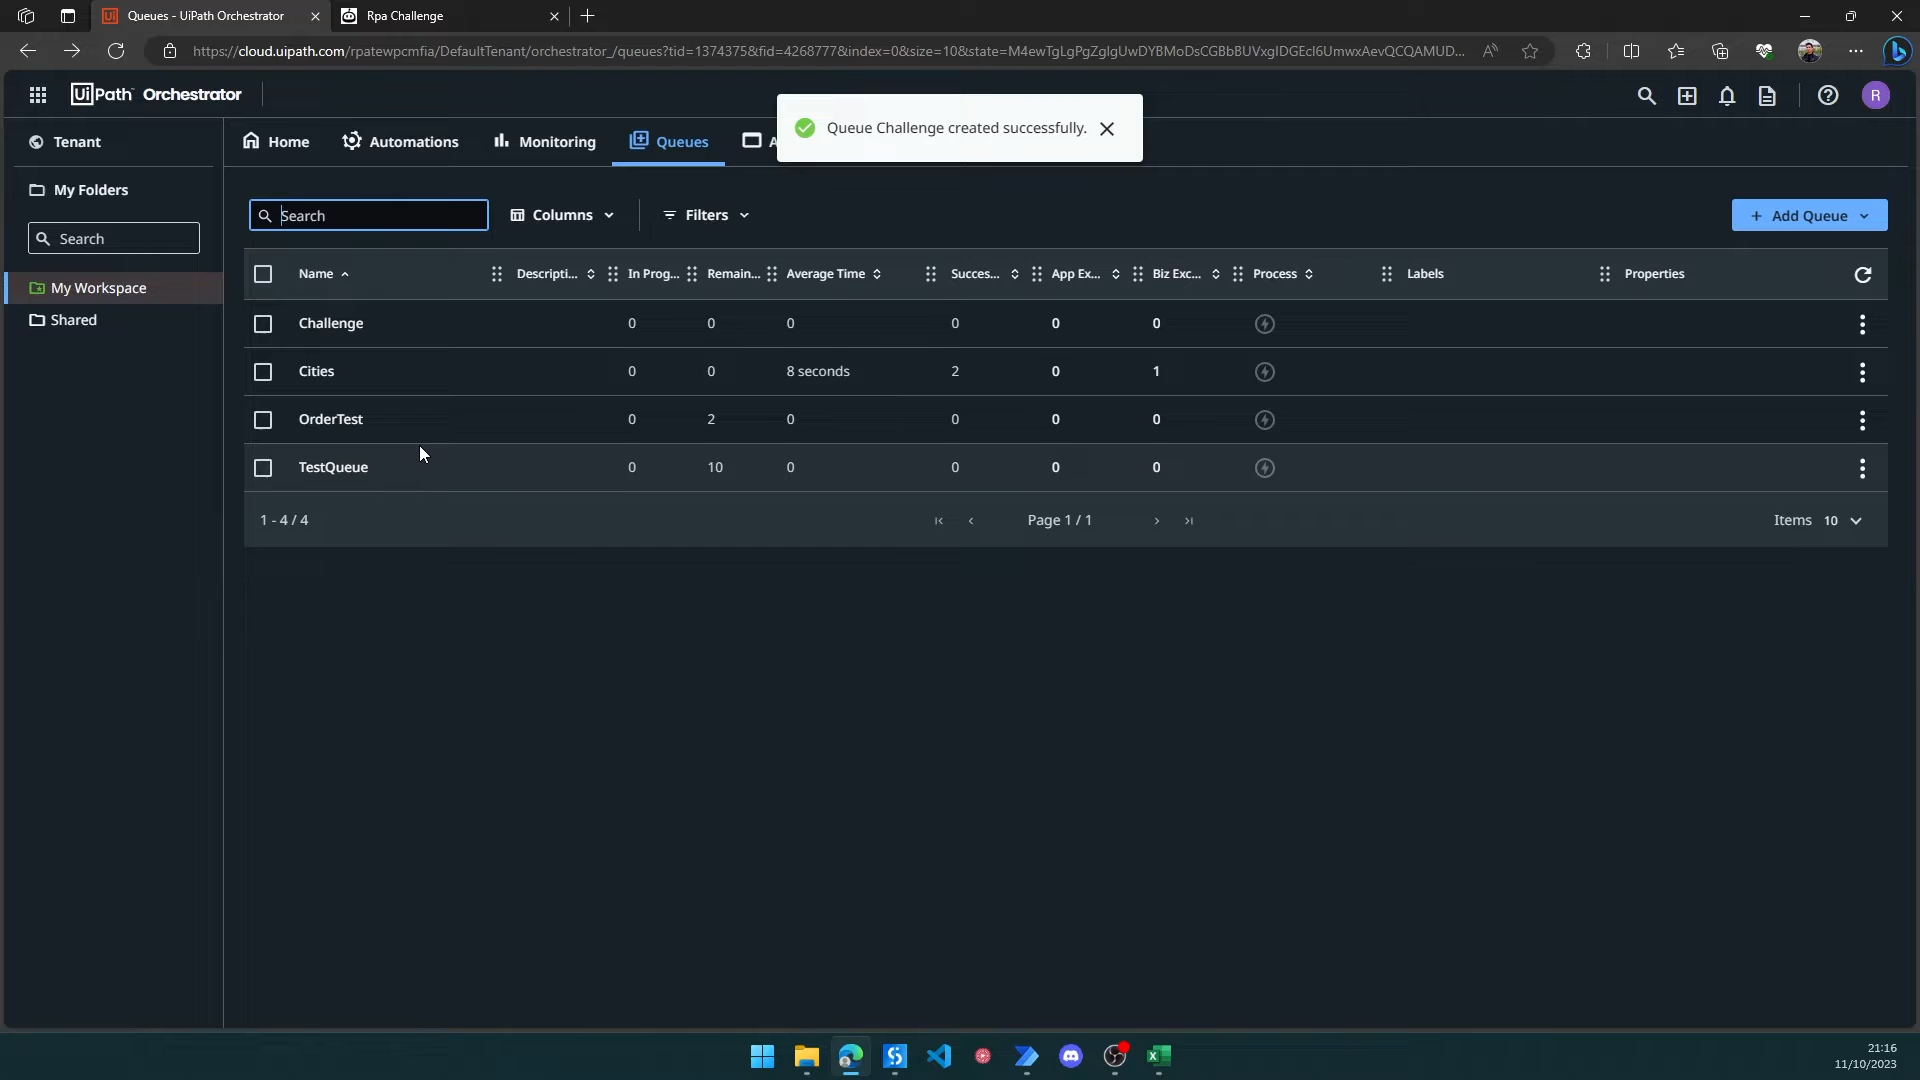 Queues - UiPath Orchestrator
Rpa Challenge
https://cloud.uipath.com/rpatewpcmfia/DefaultTenant/orchestrator_/queues?tid=1374375&fid=4268777&index=0&size=10&state=M4ewTgLgPgZglgUwDYBMoDsCGBbBUVxgIDGEcl6UmwxAevQCQAMUD...
UiPath Orchestrator
R
Tenant
Home
Automations
Monitoring
Queues
A
Queue Challenge created successfully.
My Folders
Search
My Workspace
Shared
Search
Columns
Filters
+ Add Queue
Name
Descripti...
In Prog...
Remain...
Average Time
Succes...
App Ex...
Biz Exc...
Process
Labels
Properties
Challenge 0 0 0 0 0 0
Cities 0 0 8 seconds 2 0 1
OrderTest 0 2 0 0 0 0
TestQueue 0 10 0 0 0 0
1 - 4 / 4
Page 1 / 1
Items 10
21:16
11/10/2023